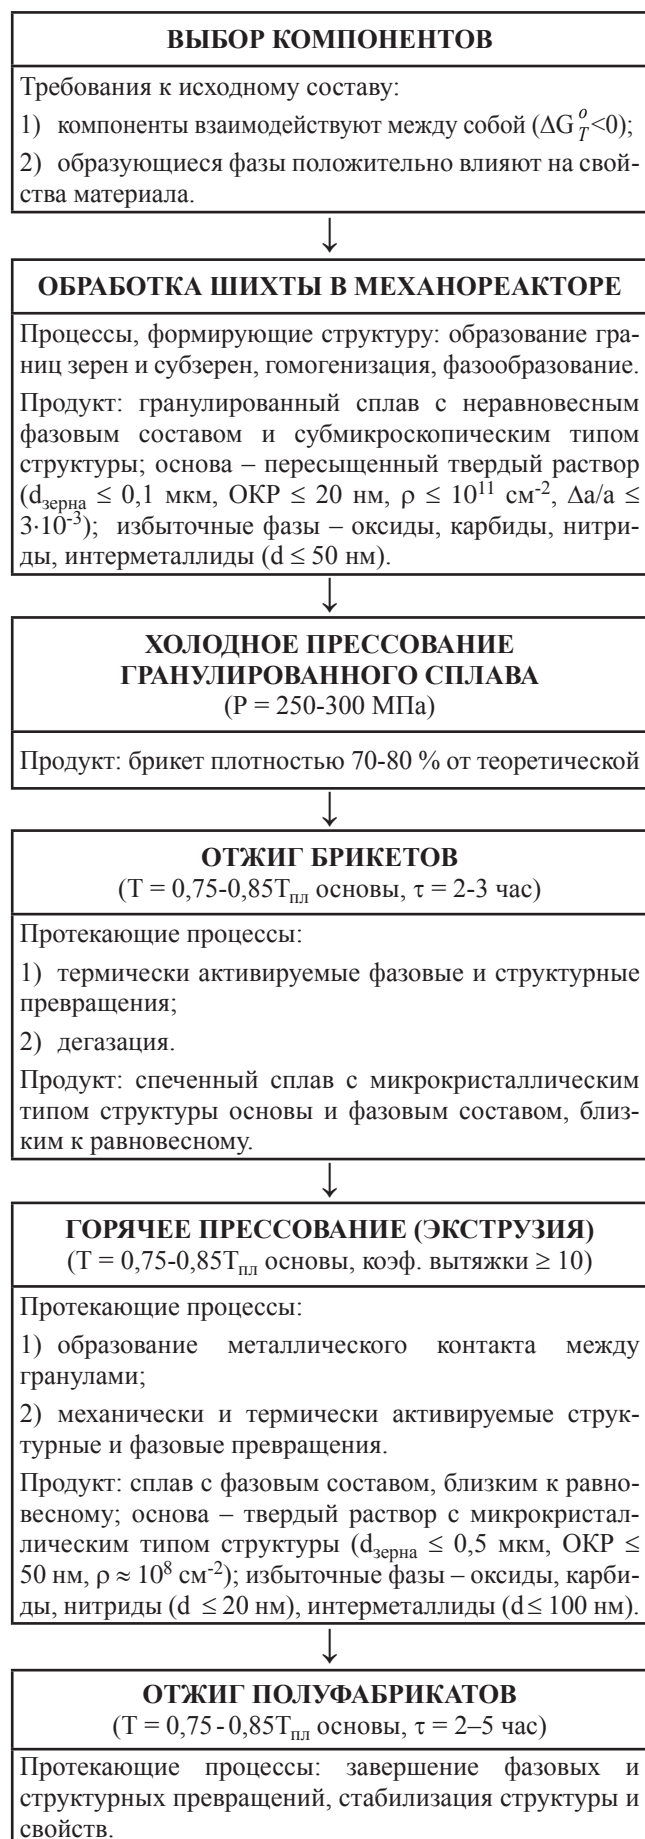 ВЫБОР КОМПОНЕНТОВ
Требования к исходному составу:
1) компоненты взаимодействуют между собой (ΔG°_T<0);
2) образующиеся фазы положительно влияют на свой-
ства материала.
↓
ОБРАБОТКА ШИХТЫ В МЕХАНОРЕАКТОРЕ
Процессы, формирующие структуру: образование гра-
ниц зерен и субзерен, гомогенизация, фазообразование.
Продукт: гранулированный сплав с неравновесным
фазовым составом и субмикроскопическим типом
структуры; основа – пересыщенный твердый раствор
(d_зерна ≤ 0,1 мкм, ОКР ≤ 20 нм, ρ ≤ 10¹¹ см⁻², Δa/a ≤
3·10⁻³); избыточные фазы – оксиды, карбиды, нитри-
ды, интерметаллиды (d ≤ 50 нм).
↓
ХОЛОДНОЕ ПРЕССОВАНИЕ
ГРАНУЛИРОВАННОГО СПЛАВА
(P = 250-300 МПа)
Продукт: брикет плотностью 70-80 % от теоретической
↓
ОТЖИГ БРИКЕТОВ
(T = 0,75-0,85T_пл основы, τ = 2-3 час)
Протекающие процессы:
1) термически активируемые фазовые и структурные
превращения;
2) дегазация.
Продукт: спеченный сплав с микрокристаллическим
типом структуры основы и фазовым составом, близ-
ким к равновесному.
↓
ГОРЯЧЕЕ ПРЕССОВАНИЕ (ЭКСТРУЗИЯ)
(T = 0,75-0,85T_пл основы, коэф. вытяжки ≥ 10)
Протекающие процессы:
1) образование металлического контакта между
гранулами;
2) механически и термически активируемые струк-
турные и фазовые превращения.
Продукт: сплав с фазовым составом, близким к равно-
весному; основа – твердый раствор с микрокристал-
лическим типом структуры (d_зерна ≤ 0,5 мкм, ОКР ≤
50 нм, ρ ≈ 10⁸ см⁻²); избыточные фазы – оксиды, карби-
ды, нитриды (d ≤ 20 нм), интерметаллиды (d≤ 100 нм).
↓
ОТЖИГ ПОЛУФАБРИКАТОВ
(T = 0,75 - 0,85T_пл основы, τ = 2–5 час)
Протекающие процессы: завершение фазовых и
структурных превращений, стабилизация структуры и
свойств.